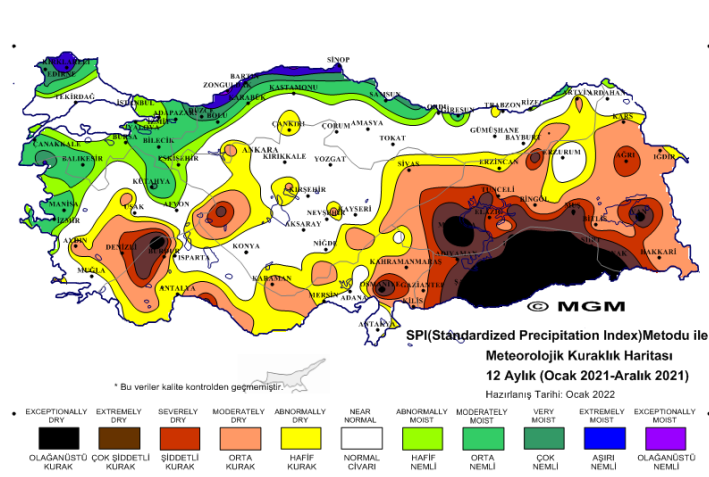 KIRKLARELİ
EDİRNE
TEKİRDAĞ
İSTANBUL
YALOVA
ADAPAZARI
DÜZCE
BOLU
ZONGULDAK
BARTIN
KARABÜK
KASTAMONU
SİNOP
SAMSUN
ORDU
GİRESUN
TRABZON
RİZE
ARTVİN
ARDAHAN
KARS
ÇANAKKALE
BURSA
BİLECİK
BALIKESİR
ESKİŞEHİR
ANKARA
ÇANKIRI
ÇORUM
AMASYA
TOKAT
GÜMÜŞHANE
BAYBURT
KIRIKKALE
YOZGAT
SİVAS
ERZİNCAN
ERZURUM
AĞRI
IĞDIR
KÜTAHYA
MANİSA
İZMİR
UŞAK
AFYON
KIRŞEHİR
NEVŞEHİR
KAYSERİ
AKSARAY
TUNCELİ
BİNGÖL
ELAZIĞ
MUŞ
BİTLİS
AYDIN
DENİZLİ
BURDUR
ISPARTA
KONYA
NİĞDE
KAHRAMANMARAŞ
ADIYAMAN
SİİRT
HAKKARİ
MUĞLA
ANTALYA
KARAMAN
MERSİN
ADANA
OSMANİYE
GAZİANTEP
KİLİS
ANTAKYA
© MGM
SPI(Standardized Precipitation Index)Metodu ile
Meteorolojik Kuraklık Haritası
12 Aylık (Ocak 2021-Aralık 2021)
Hazırlanış Tarihi: Ocak 2022
* Bu veriler kalite kontrolden geçmemiştir.
EXCEPTIONALLY DRY
EXTREMELY DRY
SEVERELY DRY
MODERATELY DRY
ABNORMALLY DRY
NEAR NORMAL
ABNORMALLY MOIST
MODERATELY MOIST
VERY MOIST
EXTREMELY MOIST
EXCEPTIONALLY MOIST
OLAĞANÜSTÜ KURAK
ÇOK ŞİDDETLİ KURAK
ŞİDDETLİ KURAK
ORTA KURAK
HAFİF KURAK
NORMAL CİVARI
HAFİF NEMLİ
ORTA NEMLİ
ÇOK NEMLİ
AŞIRI NEMLİ
OLAĞANÜSTÜ NEMLİ